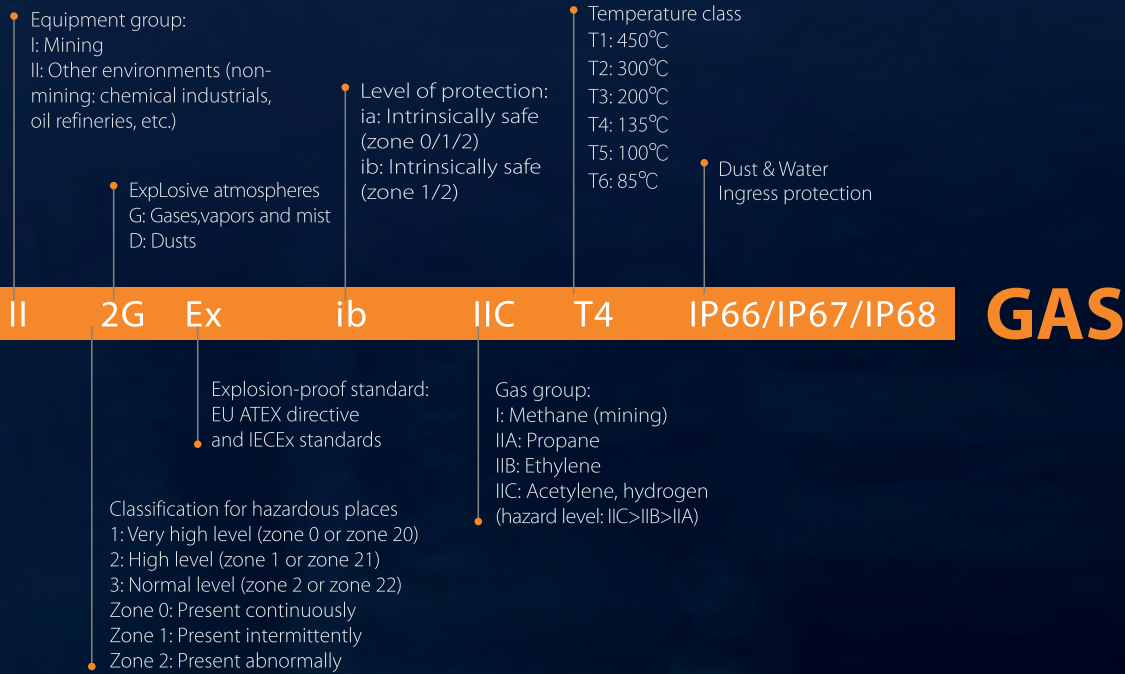 Equipment group:
I: Mining
II: Other environments (non-
mining: chemical industrials,
oil refineries, etc.)
ExpLosive atmospheres
G: Gases,vapors and mist
D: Dusts
Level of protection:
ia: Intrinsically safe
(zone 0/1/2)
ib: Intrinsically safe
(zone 1/2)
Temperature class
T1: 450°C
T2: 300°C
T3: 200°C
T4: 135°C
T5: 100°C
T6: 85°C
Dust & Water
Ingress protection
II 2G Ex ib IIC T4 IP66/IP67/IP68 GAS
Explosion-proof standard:
EU ATEX directive
and IECEx standards
Classification for hazardous places
1: Very high level (zone 0 or zone 20)
2: High level (zone 1 or zone 21)
3: Normal level (zone 2 or zone 22)
Zone 0: Present continuously
Zone 1: Present intermittently
Zone 2: Present abnormally
Gas group:
I: Methane (mining)
IIA: Propane
IIB: Ethylene
IIC: Acetylene, hydrogen
(hazard level: IIC>IIB>IIA)